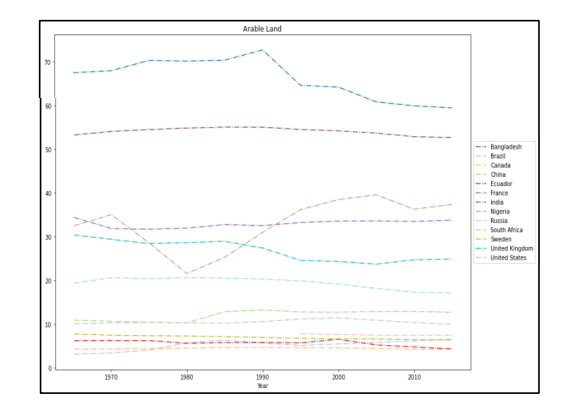 Arable Land
70
60
50
40
30
20
10
0
1970 1980 1990 2000 2010
Year
Bangladesh
Brazil
Canada
China
Ecuador
France
India
Nigeria
Russia
South Africa
Sweden
United Kingdom
United States